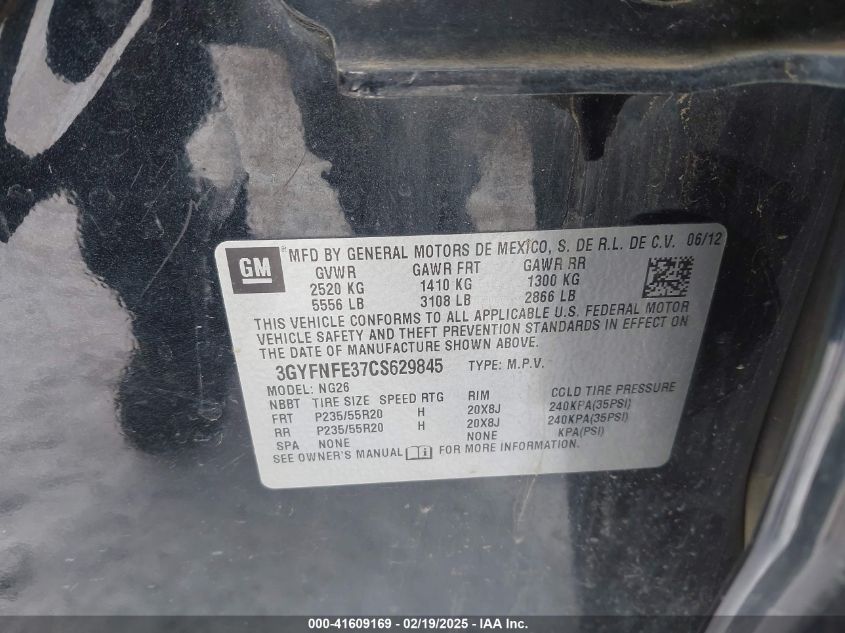 GM
® MFD BY GENERAL MOTORS DE MEXICO, S. DE R.L. DE C.V. 06/12
GVWR GAWR FRT GAWR RR
2520 KG 1410 KG 1300 KG
5556 LB 3108 LB 2866 LB
THIS VEHICLE CONFORMS TO ALL APPLICABLE U.S. FEDERAL MOTOR
VEHICLE SAFETY AND THEFT PREVENTION STANDARDS IN EFFECT ON
THE DATE OF MANUFACTURE SHOWN ABOVE.
3GYFNFE37CS629845 TYPE: M.P.V.
MODEL: NG26
NBBT TIRE SIZE SPEED RTG RIM COLD TIRE PRESSURE
FRT P235/55R20 H 20X8J 240KPA(35PSI)
RR P235/55R20 H 20X8J 240KPA(35PSI)
SPA NONE NONE KPA(PSI)
SEE OWNER'S MANUAL FOR MORE INFORMATION.
000-41609169 - 02/19/2025 - IAA Inc.